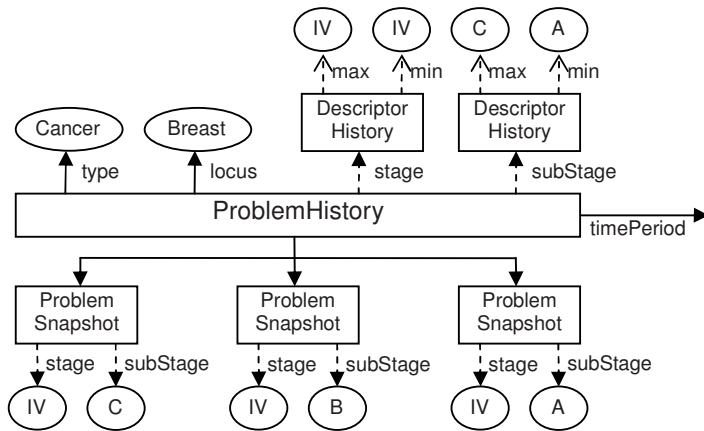 IV IV C A
max min max min
Descriptor Descriptor
History History
Cancer Breast
type locus stage subStage
ProblemHistory
timePeriod
Problem Problem Problem
Snapshot Snapshot Snapshot
stage subStage stage subStage stage subStage
IV C IV B IV A